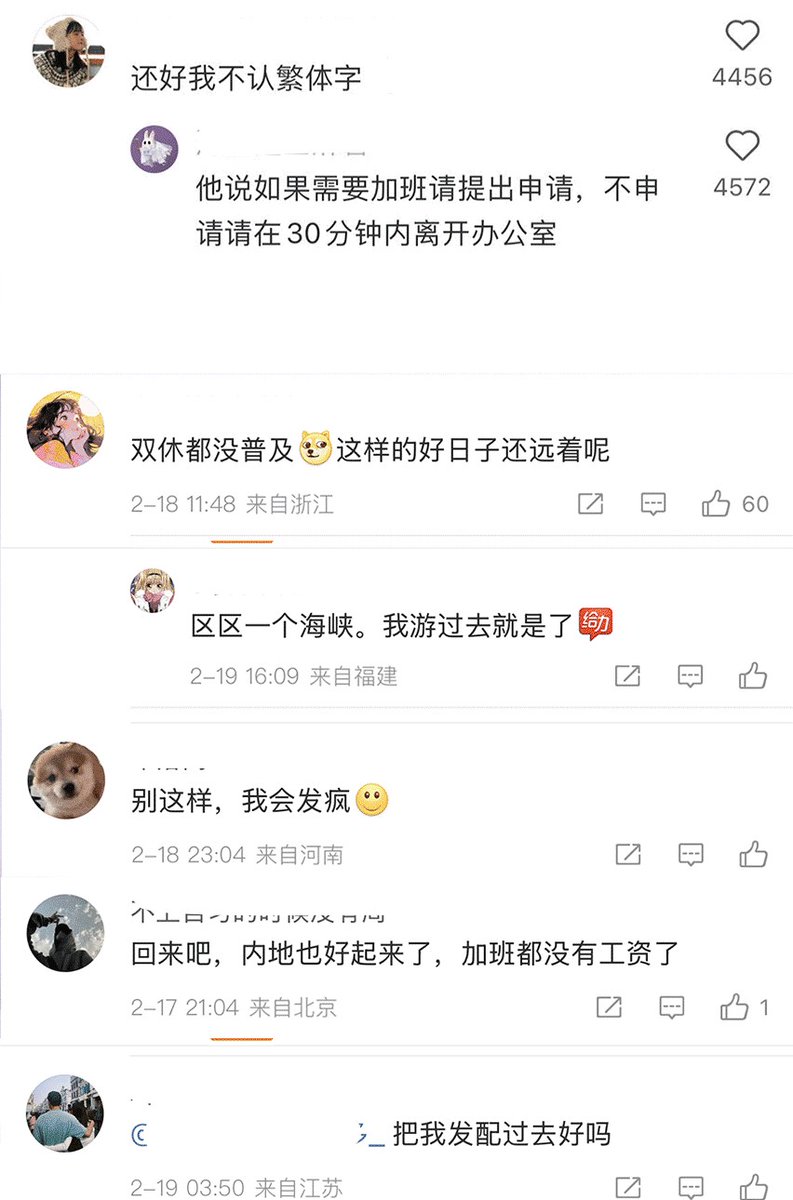 还好我不认繁体字
4456
他说如果需要加班请提出申请，不申
请请在30分钟内离开办公室
4572
双休都没普及这样的好日子还远着呢
2-18 11:48 来自浙江
60
区区一个海峡。我游过去就是了
给力
2-19 16:09 来自福建
别这样，我会发疯
2-18 23:04 来自河南
回来吧，内地也好起来了，加班都没有工资了
2-17 21:04 来自北京
1
把我发配过去好吗
2-19 03:50 来自江苏